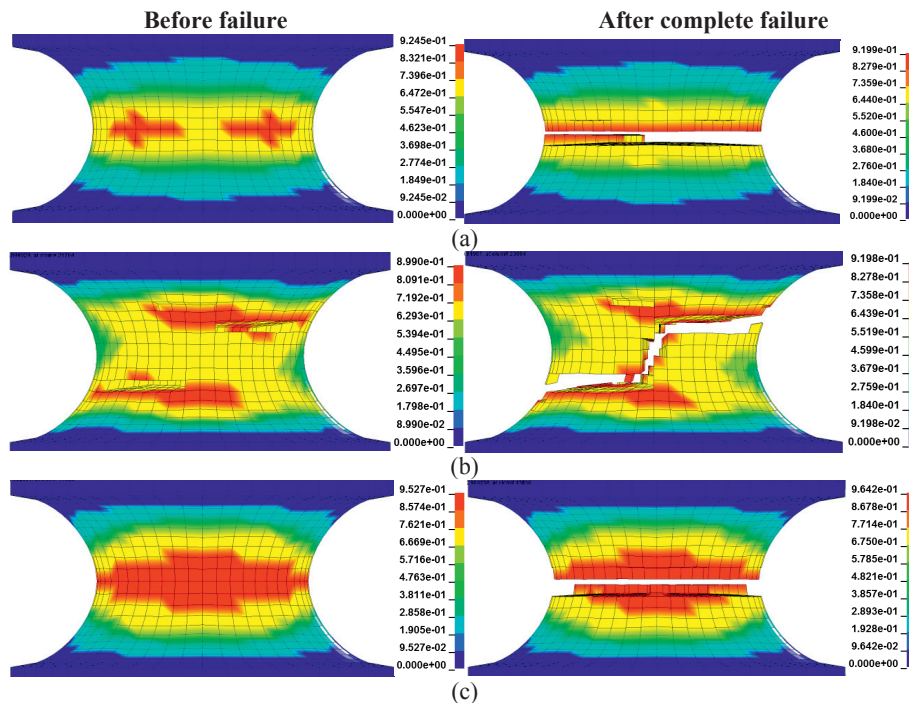 Before failure
After complete failure
9.245e-01
8.321e-01
7.396e-01
6.472e-01
5.547e-01
4.623e-01
3.698e-01
2.774e-01
1.849e-01
9.245e-02
0.000e+00
9.199e-01
8.279e-01
7.359e-01
6.440e-01
5.520e-01
4.600e-01
3.680e-01
2.760e-01
1.840e-01
9.199e-02
0.000e+00
(a)
8.990e-01
8.091e-01
7.192e-01
6.293e-01
5.394e-01
4.495e-01
3.596e-01
2.697e-01
1.798e-01
8.990e-02
0.000e+00
9.198e-01
8.278e-01
7.358e-01
6.439e-01
5.519e-01
4.599e-01
3.679e-01
2.759e-01
1.840e-01
9.198e-02
0.000e+00
(b)
9.527e-01
8.574e-01
7.621e-01
6.669e-01
5.716e-01
4.763e-01
3.811e-01
2.858e-01
1.905e-01
9.527e-02
0.000e+00
9.642e-01
8.678e-01
7.714e-01
6.750e-01
5.785e-01
4.821e-01
3.857e-01
2.893e-01
1.928e-01
9.642e-02
0.000e+00
(c)